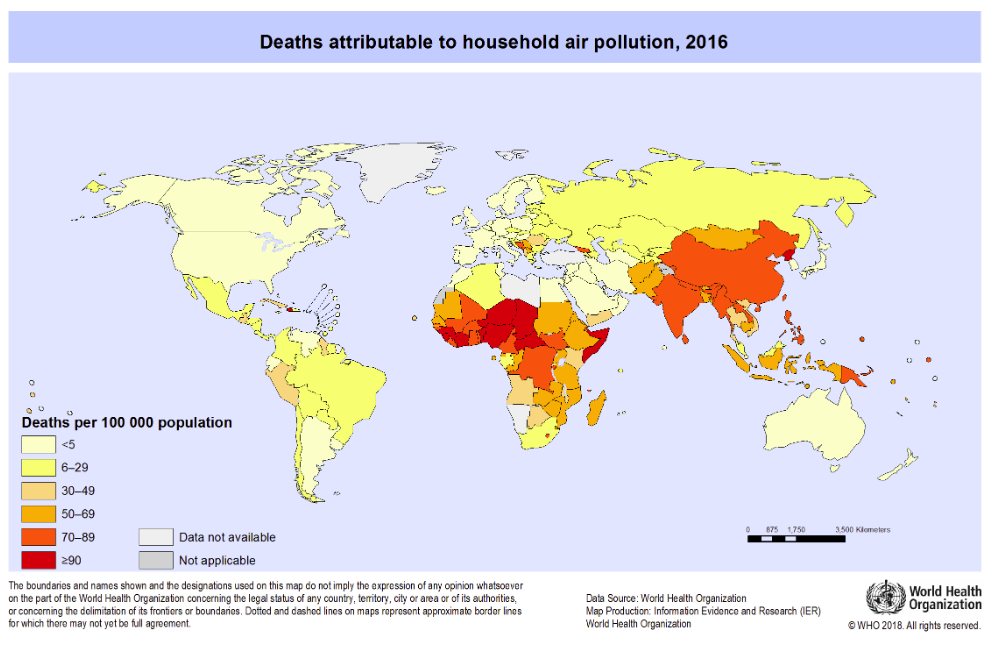 Deaths attributable to household air pollution, 2016
Deaths per 100 000 population
<5
6–29
30–49
50–69
70–89
≥90
Data not available
Not applicable
0 875 1,750 3,500 Kilometers
The boundaries and names shown and the designations used on this map do not imply the expression of any opinion whatsoever
on the part of the World Health Organization concerning the legal status of any country, territory, city or area or of its authorities,
or concerning the delimitation of its frontiers or boundaries. Dotted and dashed lines on maps represent approximate border lines
for which there may not yet be full agreement.
Data Source: World Health Organization
Map Production: Information Evidence and Research (IER)
World Health Organization
World Health
Organization
© WHO 2018. All rights reserved.